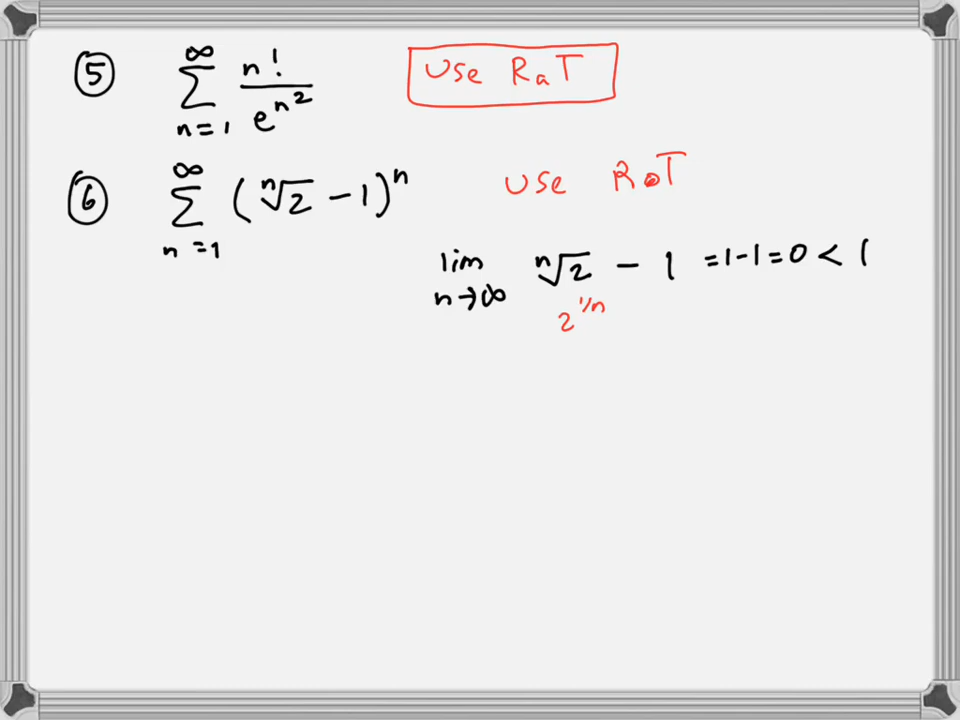 ⑤ ∞ Σ n=1 n! / e^(n^2) Use RaT
⑥ ∞ Σ n=1 (ⁿ√2 − 1)^n Use RoT
lim n→∞ ⁿ√2 − 1 = 1 - 1 = 0 < 1
2^(1/n)